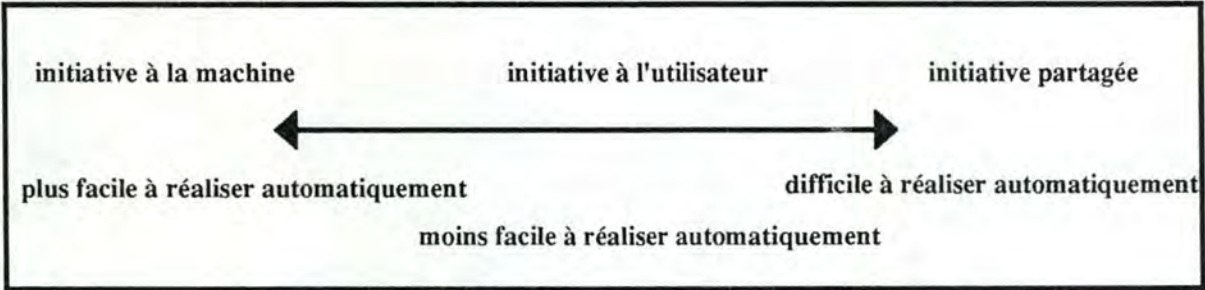 initiative à la machine initiative à l'utilisateur initiative partagée
plus facile à réaliser automatiquement difficile à réaliser automatiquement
moins facile à réaliser automatiquement